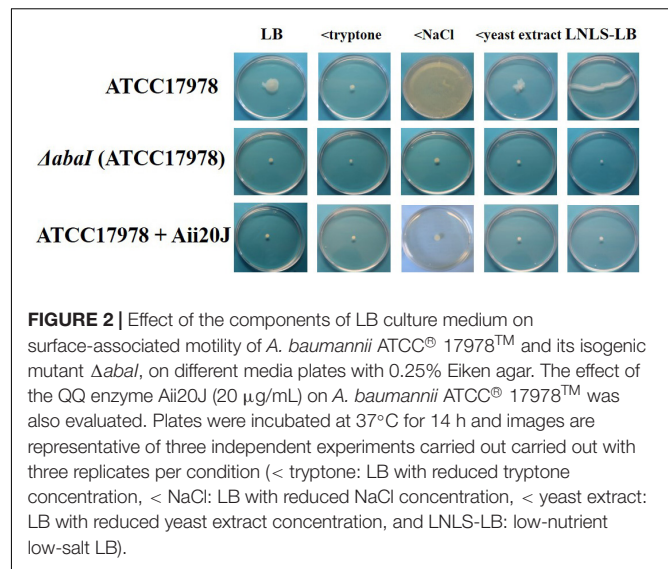 LB <tryptone <NaCl <yeast extract LNLS-LB
ATCC17978
ΔabaI (ATCC17978)
ATCC17978 + Aii20J
FIGURE 2 | Effect of the components of LB culture medium on
surface-associated motility of A. baumannii ATCC® 17978™ and its isogenic
mutant ΔabaI, on different media plates with 0.25% Eiken agar. The effect of
the QQ enzyme Aii20J (20 μg/mL) on A. baumannii ATCC® 17978™ was
also evaluated. Plates were incubated at 37°C for 14 h and images are
representative of three independent experiments carried out carried out with
three replicates per condition (< tryptone: LB with reduced tryptone
concentration, < NaCl: LB with reduced NaCl concentration, < yeast extract:
LB with reduced yeast extract concentration, and LNLS-LB: low-nutrient
low-salt LB).